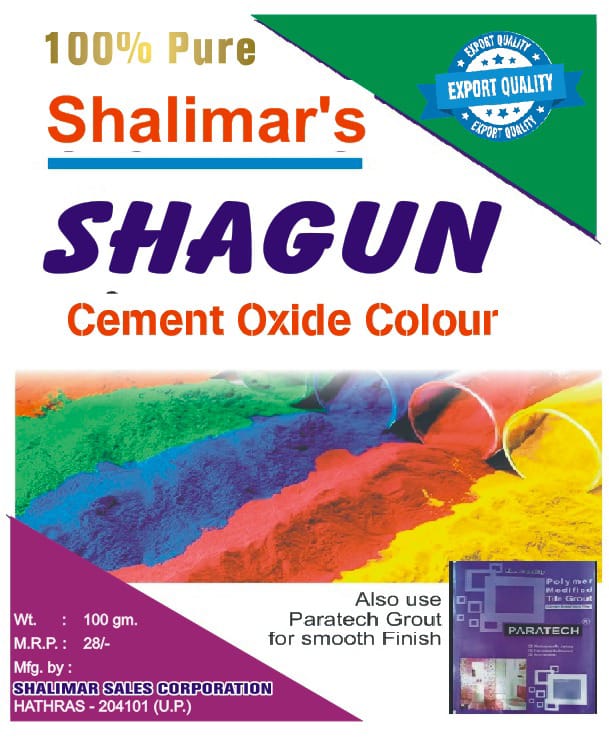 100% Pure
EXPORT QUALITY
EXPORT QUALITY
EXPORT QUALITY
Shalimar's
SHAGUN
Cement Oxide Colour
Also use
Paratech Grout
for smooth Finish
Polymer
Modified
Tile Grout
PARATECH ®
Wt. : 100 gm.
M.R.P. : 28/-
Mfg. by :
SHALIMAR SALES CORPORATION
HATHRAS - 204101 (U.P.)